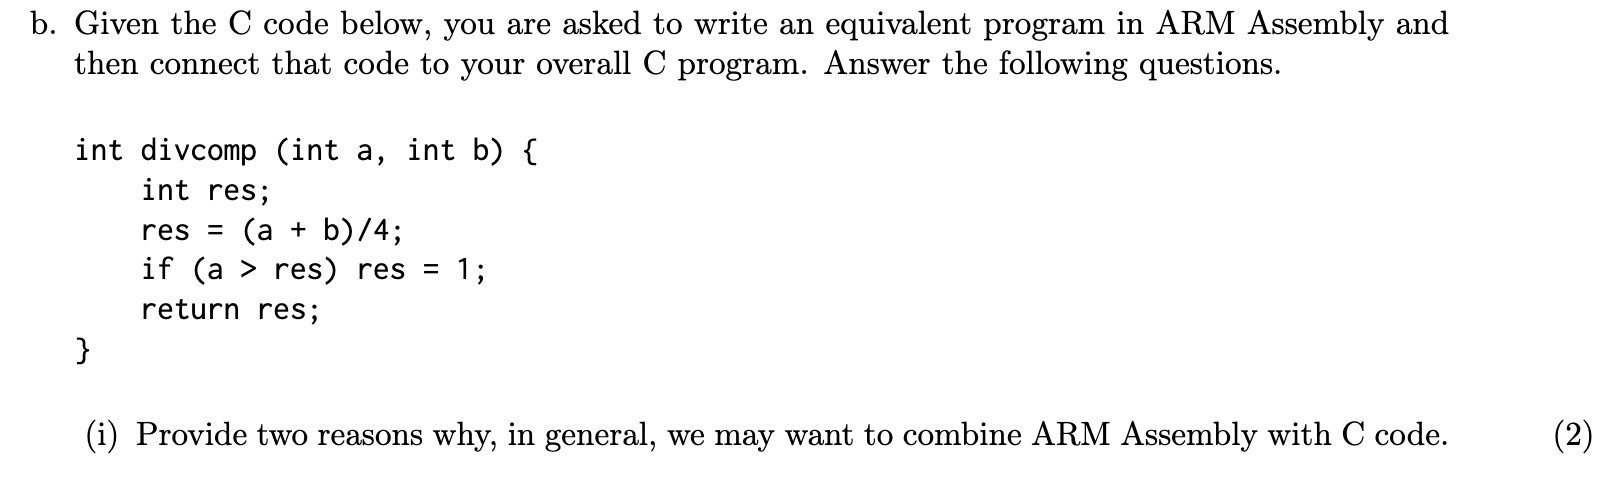 b. Given the C code below, you are asked to write an equivalent program in ARM Assembly and
then connect that code to your overall C program. Answer the following questions.
int divcomp (int a, int b) {
    int res;
    res = (a + b)/4;
    if (a > res) res = 1;
    return res;
}
(i) Provide two reasons why, in general, we may want to combine ARM Assembly with C code. (2)